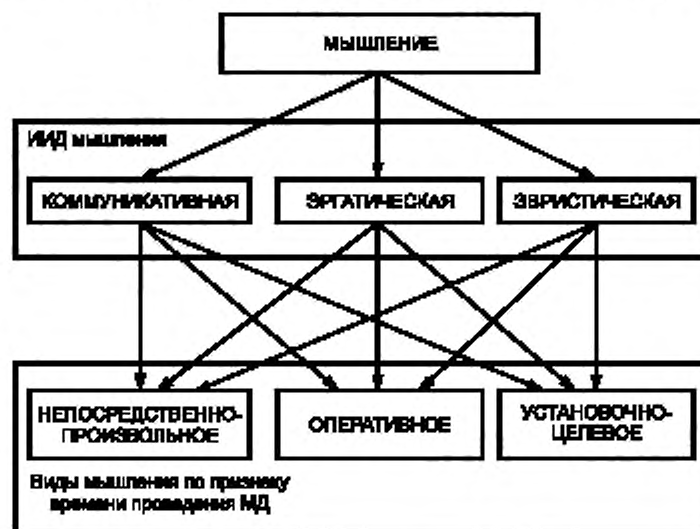 МЫШЛЕНИЕ
ИИД мышления
КОММУНИКАТИВНАЯ
ЭРГАТИЧЕСКАЯ
ЭВРИСТИЧЕСКАЯ
НЕПОСРЕДСТВЕННО-
ПРОИЗВОЛЬНОЕ
ОПЕРАТИВНОЕ
УСТАНОВОЧНО-
ЦЕЛЕВОЕ
Виды мышления по признаку
времени проведения МД